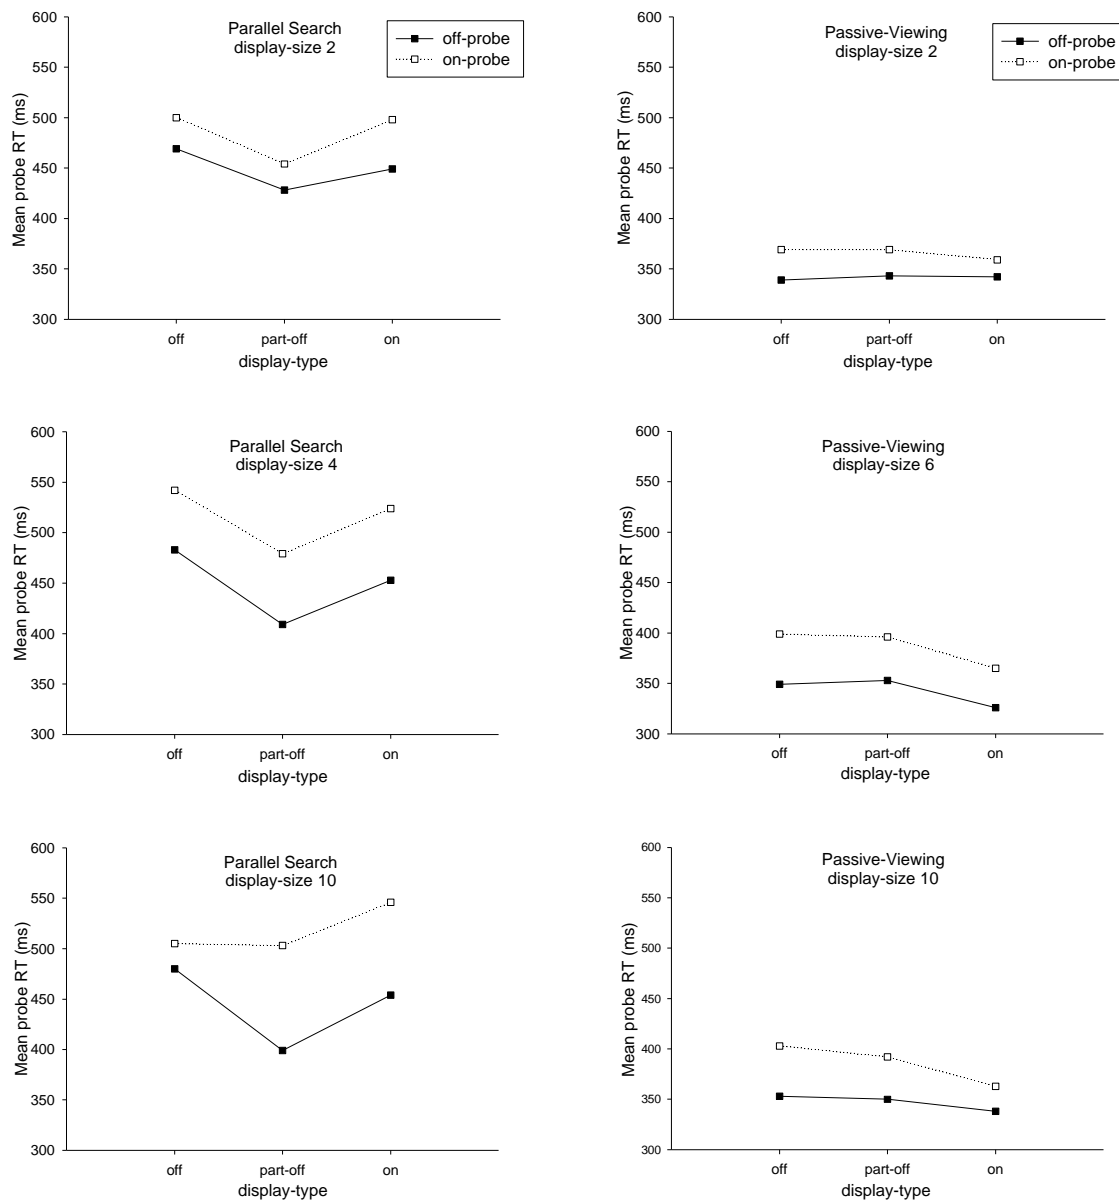 Parallel Search
display-size 2
off-probe
on-probe
Mean probe RT (ms)
600
550
500
450
400
350
300
off part-off on
display-type
Passive-Viewing
display-size 2
off-probe
on-probe
Mean probe RT (ms)
600
550
500
450
400
350
300
off part-off on
display-type
Parallel Search
display-size 4
Mean probe RT (ms)
600
550
500
450
400
350
300
off part-off on
display-type
Passive-Viewing
display-size 6
Mean probe RT (ms)
600
550
500
450
400
350
300
off part-off on
display-type
Parallel Search
display-size 10
Mean probe RT (ms)
600
550
500
450
400
350
300
off part-off on
display-type
Passive-Viewing
display-size 10
Mean probe RT (ms)
600
550
500
450
400
350
300
off part-off on
display-type